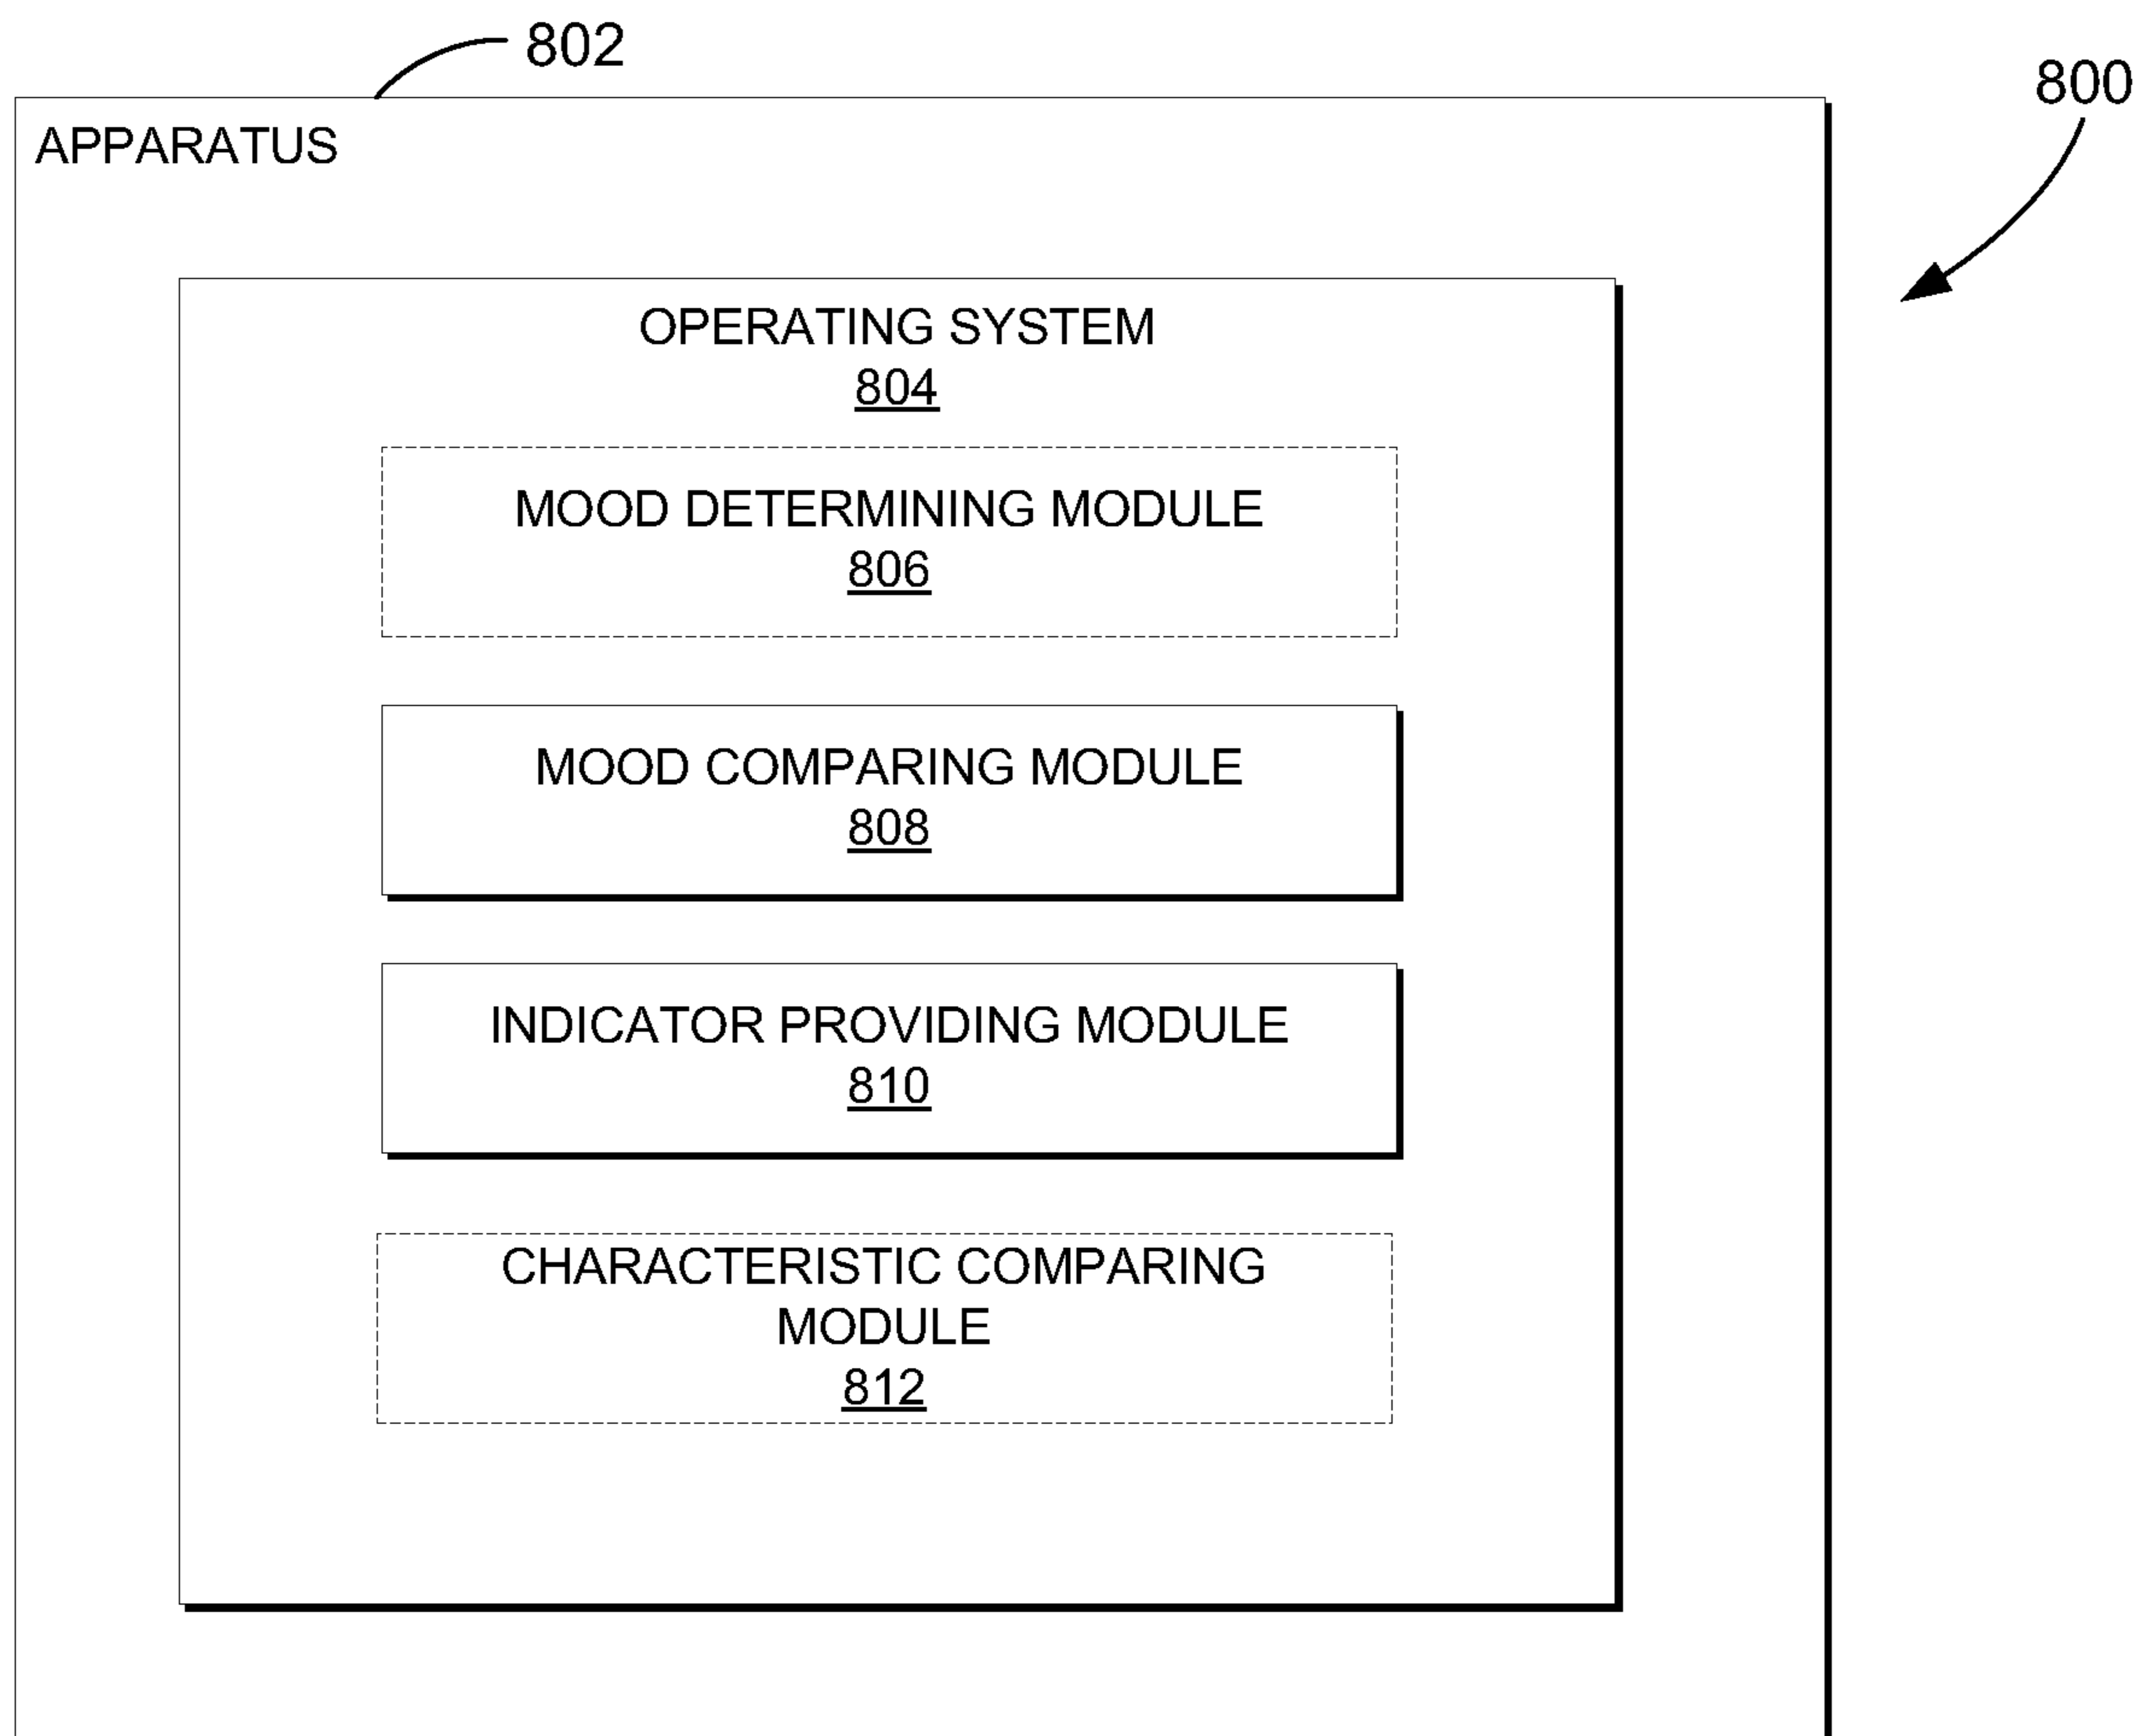 802
800
APPARATUS
OPERATING SYSTEM
804
MOOD DETERMINING MODULE
806
MOOD COMPARING MODULE
808
INDICATOR PROVIDING MODULE
810
CHARACTERISTIC COMPARING
MODULE
812